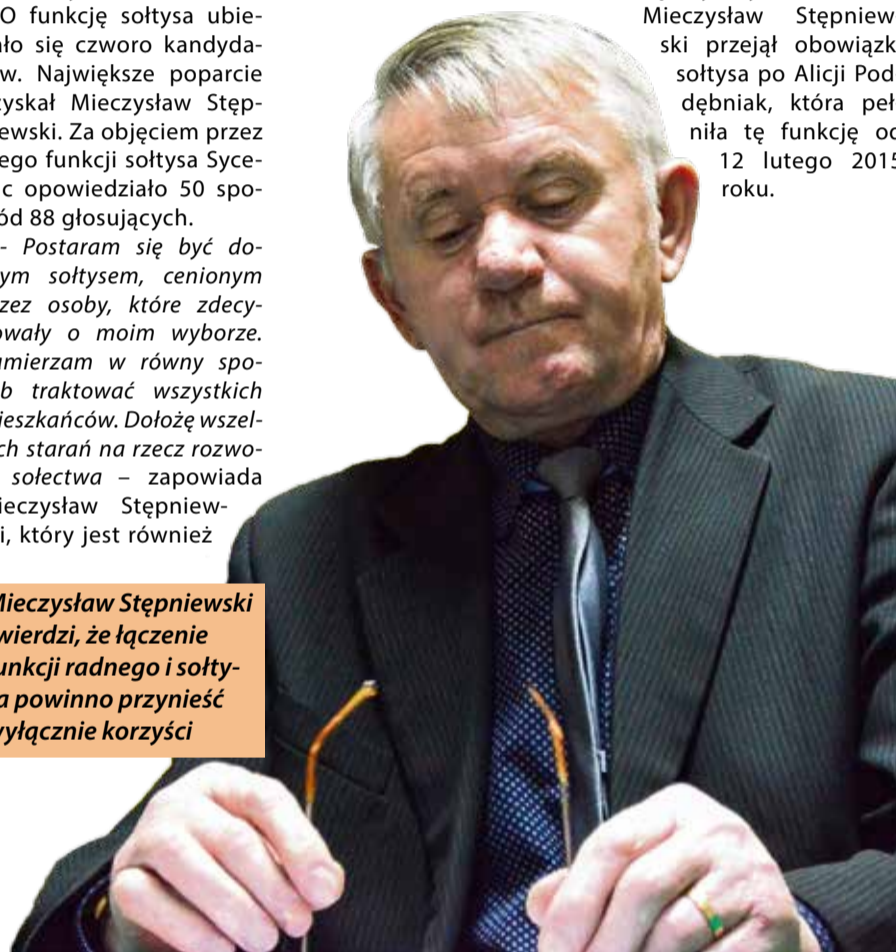 O funkcję sołtysa ubie-
ało się czworo kandyda-
w. Największe poparcie
yskał Mieczysław Stęp-
ewski. Za objęciem przez
ego funkcji sołtysa Syce-
c opowiedziało 50 spo-
ód 88 głosujących.
- Postaram się być do-
ym sołtysem, cenionym
zez osoby, które zdecy-
owały o moim wyborze.
amierzam w równy spo-
b traktować wszystkich
ieszkańców. Dołożę wszel-
ch starań na rzecz rozwo-
sołectwa – zapowiada
ieczysław Stępniew-
i, który jest również
Mieczysław Stępniewski
wierdzi, że łączenie
unkcji radnego i sołty-
a powinno przynieść
wyłącznie korzyści
Mieczysław Stępniew
ski przejął obowiązk
sołtysa po Alicji Pod
dębniak, która peł
niła tę funkcję od
12 lutego 2015
roku.